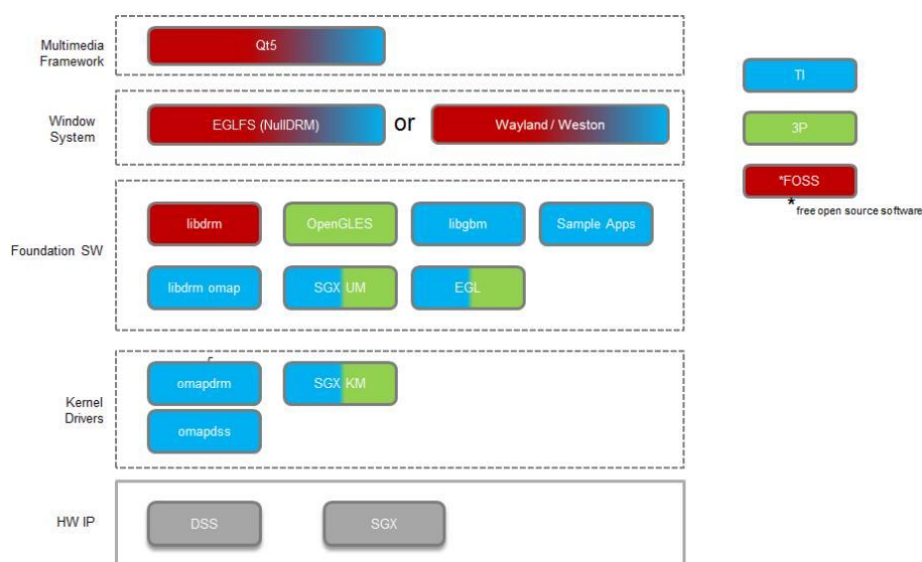 Multimedia
Framework
Qt5
TI
Window
System
EGLFS (NullDRM)
or
Wayland / Weston
3P
*FOSS
* free open source software
Foundation SW
libdrm
OpenGLES
libgbm
Sample Apps
libdrm omap
SGX UM
EGL
Kernel
Drivers
omapdrm
SGX KM
omapdss
HW IP
DSS
SGX